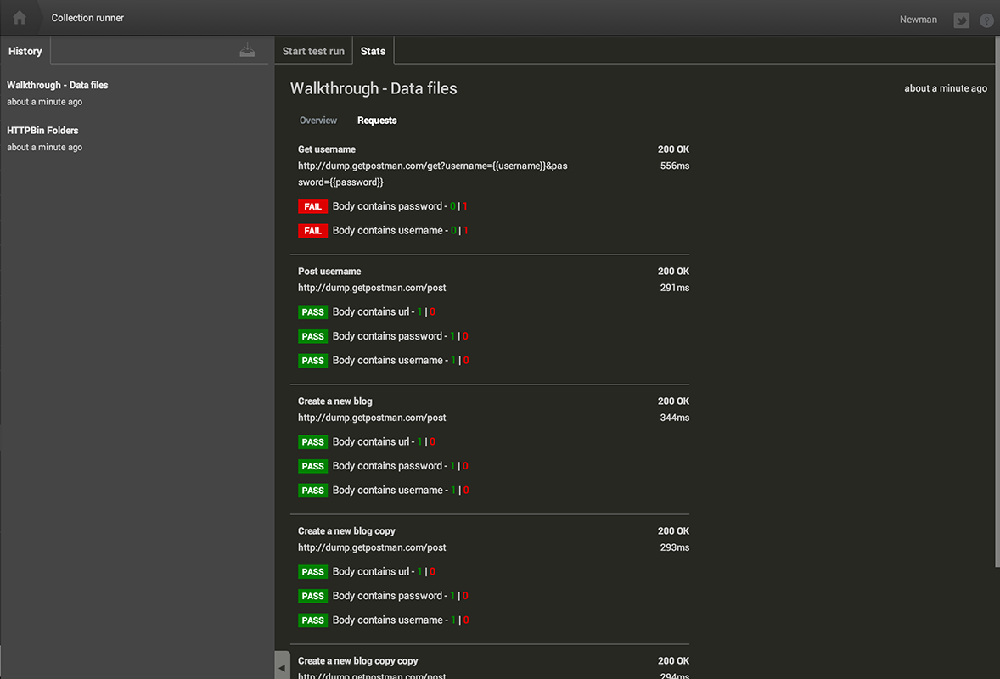 Collection runner
Newman
History
Start test run
Stats
Walkthrough - Data files
about a minute ago
HTTPBin Folders
about a minute ago
Walkthrough - Data files
about a minute ago
Overview
Requests
Get username
200 OK
http://dump.getpostman.com/get?username={{username}}&pas
556ms
sword={{password}}
FAIL Body contains password - 0 | 1
FAIL Body contains username - 0 | 1
Post username
200 OK
http://dump.getpostman.com/post
291ms
PASS Body contains url - 1 | 0
PASS Body contains password - 1 | 0
PASS Body contains username - 1 | 0
Create a new blog
200 OK
http://dump.getpostman.com/post
344ms
PASS Body contains url - 1 | 0
PASS Body contains password - 1 | 0
PASS Body contains username - 1 | 0
Create a new blog copy
200 OK
http://dump.getpostman.com/post
293ms
PASS Body contains url - 1 | 0
PASS Body contains password - 1 | 0
PASS Body contains username - 1 | 0
Create a new blog copy copy
200 OK
http://dump.getpostman.com/post
294ms